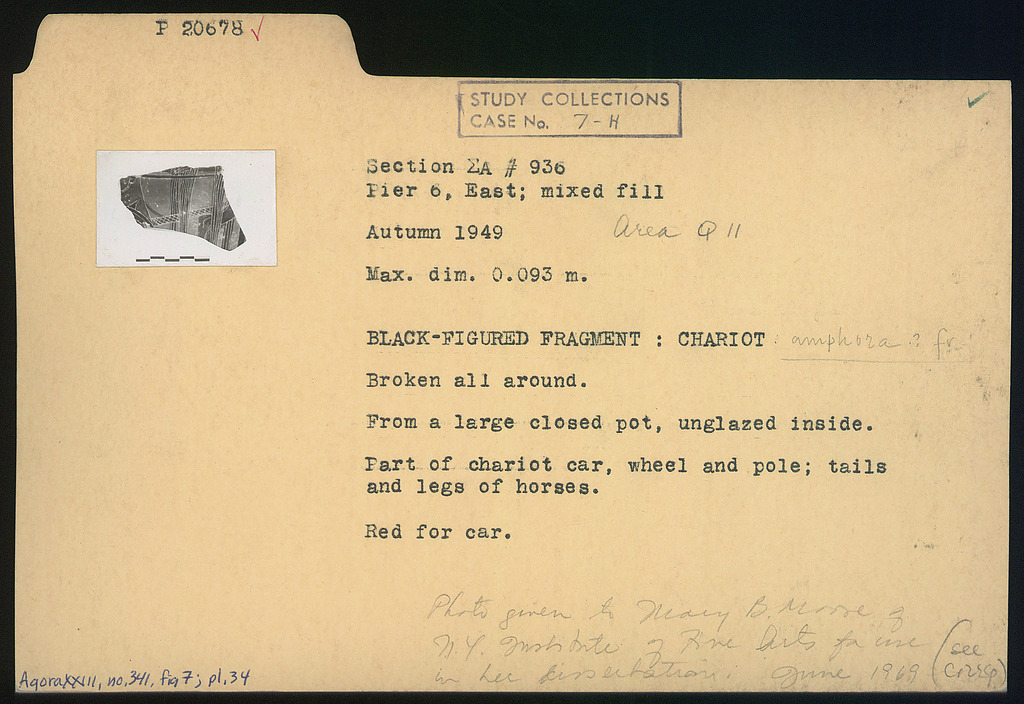 P 20678 ✓
STUDY COLLECTIONS
CASE No. 7-H
Section ΣA # 936
Pier 6, East; mixed fill
Autumn 1949 Area Q 11
Max. dim. 0.093 m.
BLACK-FIGURED FRAGMENT : CHARIOT : amphora ? fr.
Broken all around.
From a large closed pot, unglazed inside.
Part of chariot car, wheel and pole; tails
and legs of horses.
Red for car.
Photo given to Mary B. Moore of
N.Y. Institute of Fine Arts for use
in her dissertation June 1969 (see
Corresp)
Agora XXIII, no. 341, fig 7; pl. 34